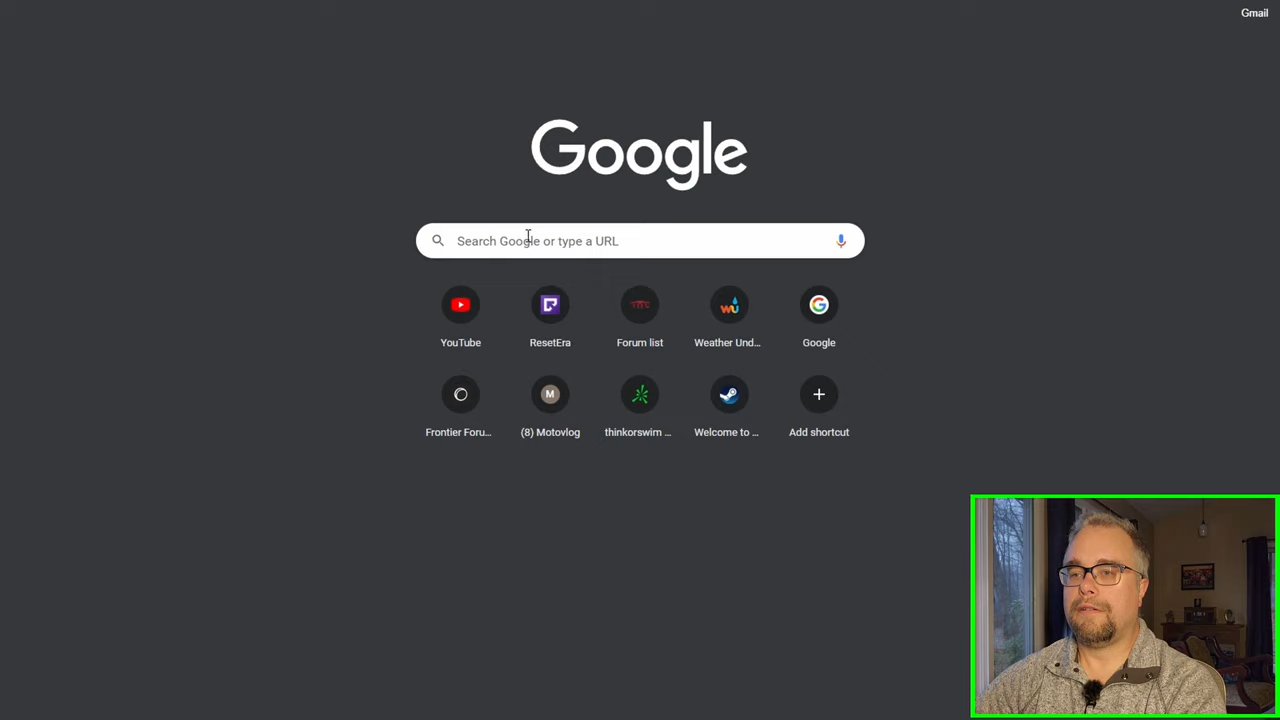 Gmail
Google
Search Google or type a URL
YouTube
ResetEra
Forum list
Weather Und...
Google
Frontier Foru...
M
(8) Motovlog
thinkorswim ...
Welcome to ...
Add shortcut